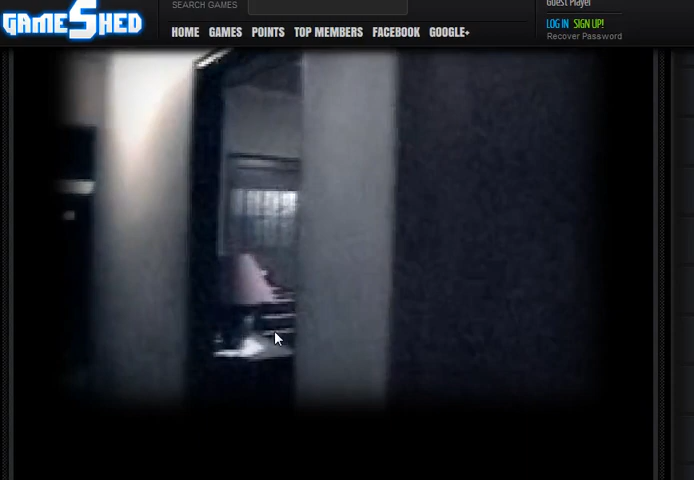 GAMESHED
SEARCH GAMES
Guest Player
HOME GAMES POINTS TOP MEMBERS FACEBOOK GOOGLE+
LOG IN SIGN UP!
Recover Password